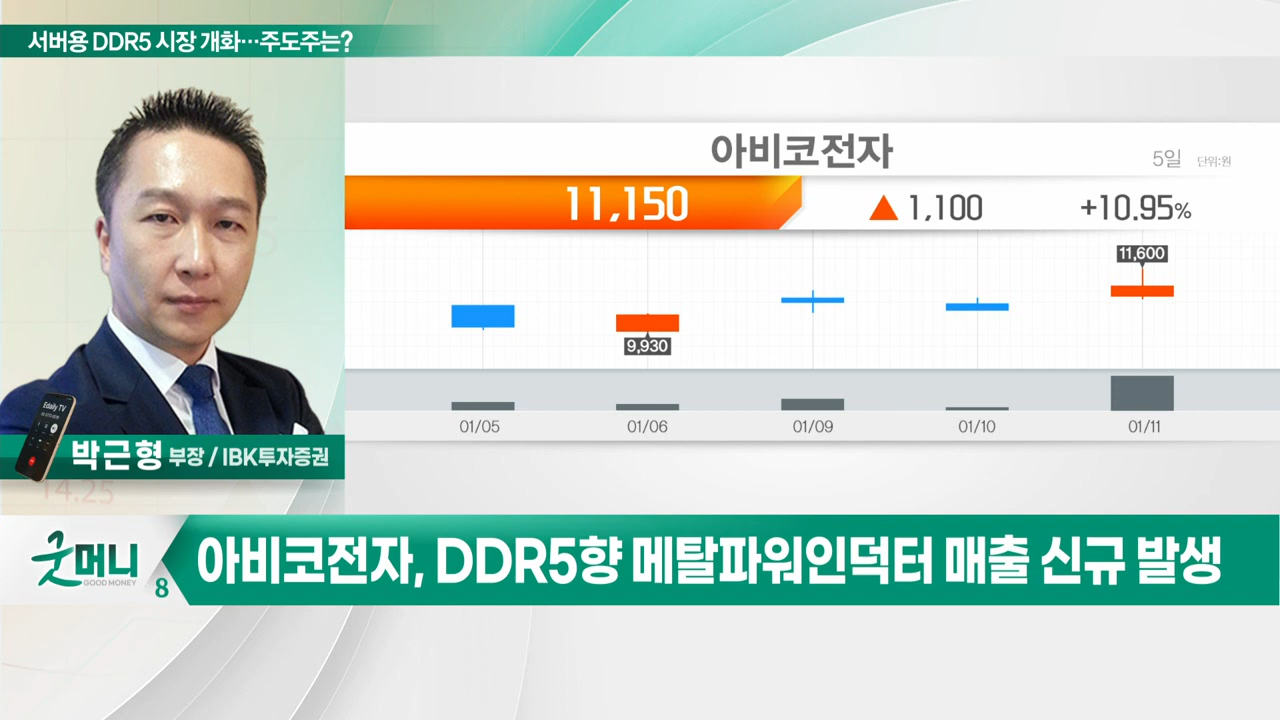 서버용 DDR5 시장 개화…주도주는?
아비코전자
5일 단위:원
11,150 ▲ 1,100 +10.95%
11,600
9,930
01/05 01/06 01/09 01/10 01/11
Edaily TV
박근형 부장 / IBK투자증권
14.25
굿머니
GOOD MONEY
8
아비코전자, DDR5향 메탈파워인덕터 매출 신규 발생